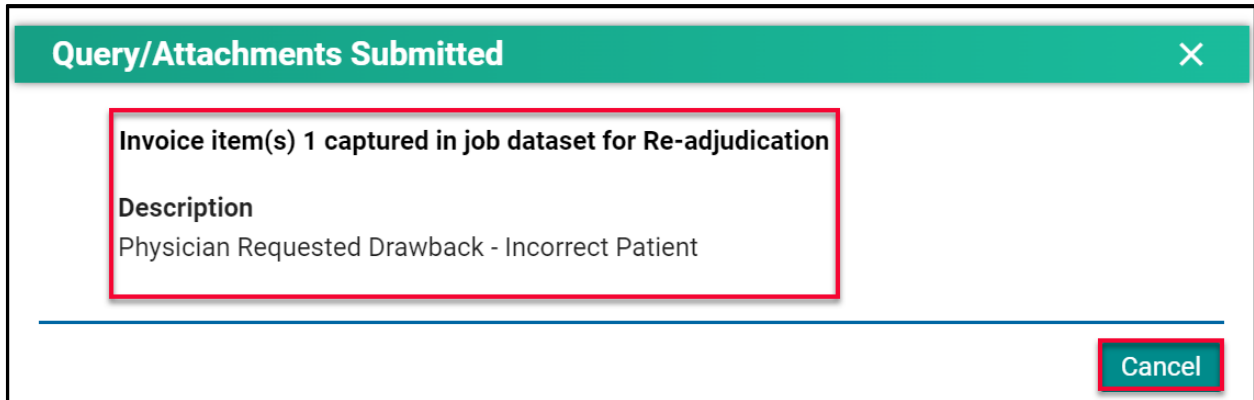 Query/Attachments Submitted
Invoice item(s) 1 captured in job dataset for Re-adjudication
Description
Physician Requested Drawback - Incorrect Patient
Cancel